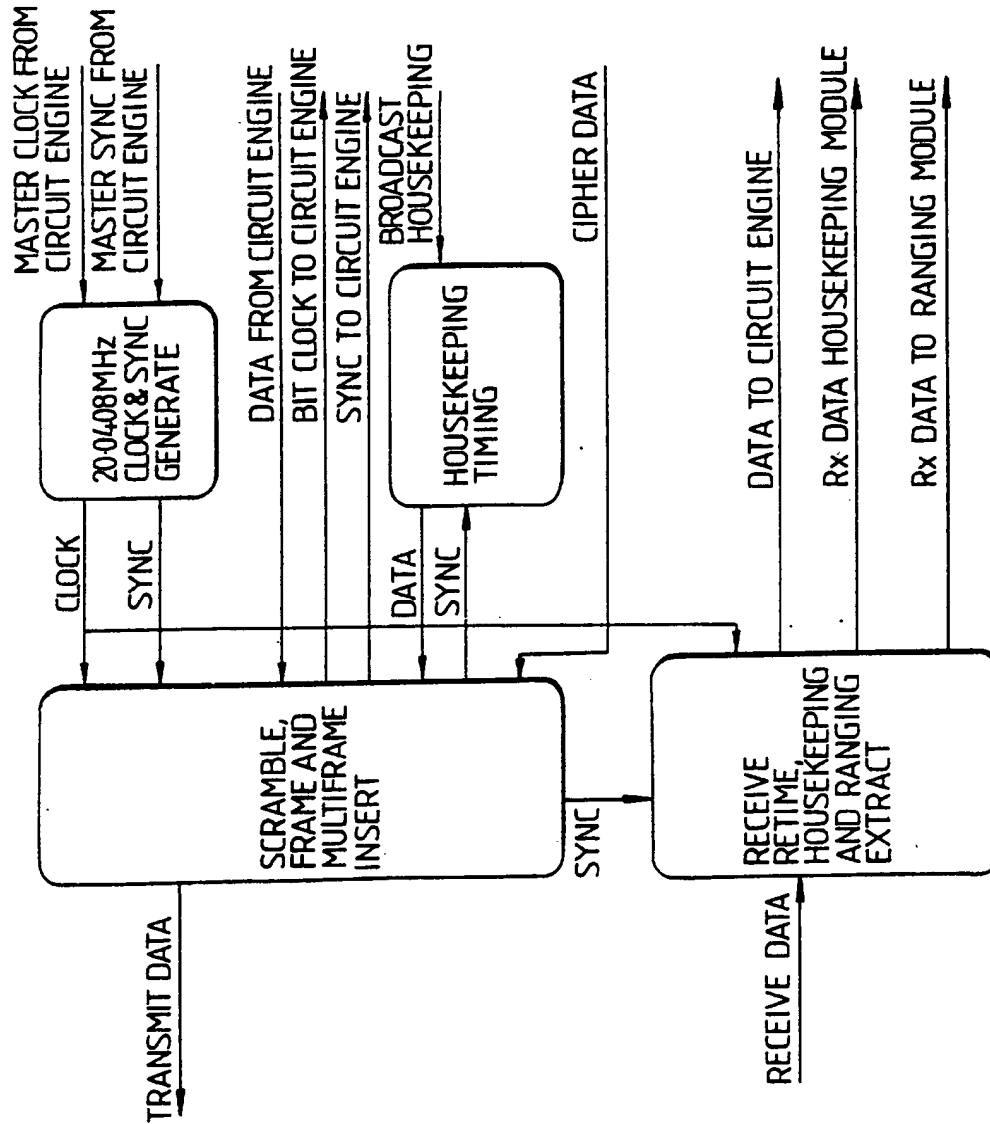 MASTER CLOCK FROM
CIRCUIT ENGINE
MASTER SYNC FROM
CIRCUIT ENGINE
20·0408MHz
CLOCK & SYNC
GENERATE
CLOCK
SYNC
DATA FROM CIRCUIT ENGINE
BIT CLOCK TO CIRCUIT ENGINE
SYNC TO CIRCUIT ENGINE
BROADCAST
HOUSEKEEPING
HOUSEKEEPING
TIMING
DATA
SYNC
CIPHER DATA
SCRAMBLE,
FRAME AND
MULTIFRAME
INSERT
TRANSMIT DATA
SYNC
RECEIVE
RETIME,
HOUSEKEEPING
AND RANGING
EXTRACT
RECEIVE DATA
DATA TO CIRCUIT ENGINE
Rx DATA HOUSEKEEPING MODULE
Rx DATA TO RANGING MODULE